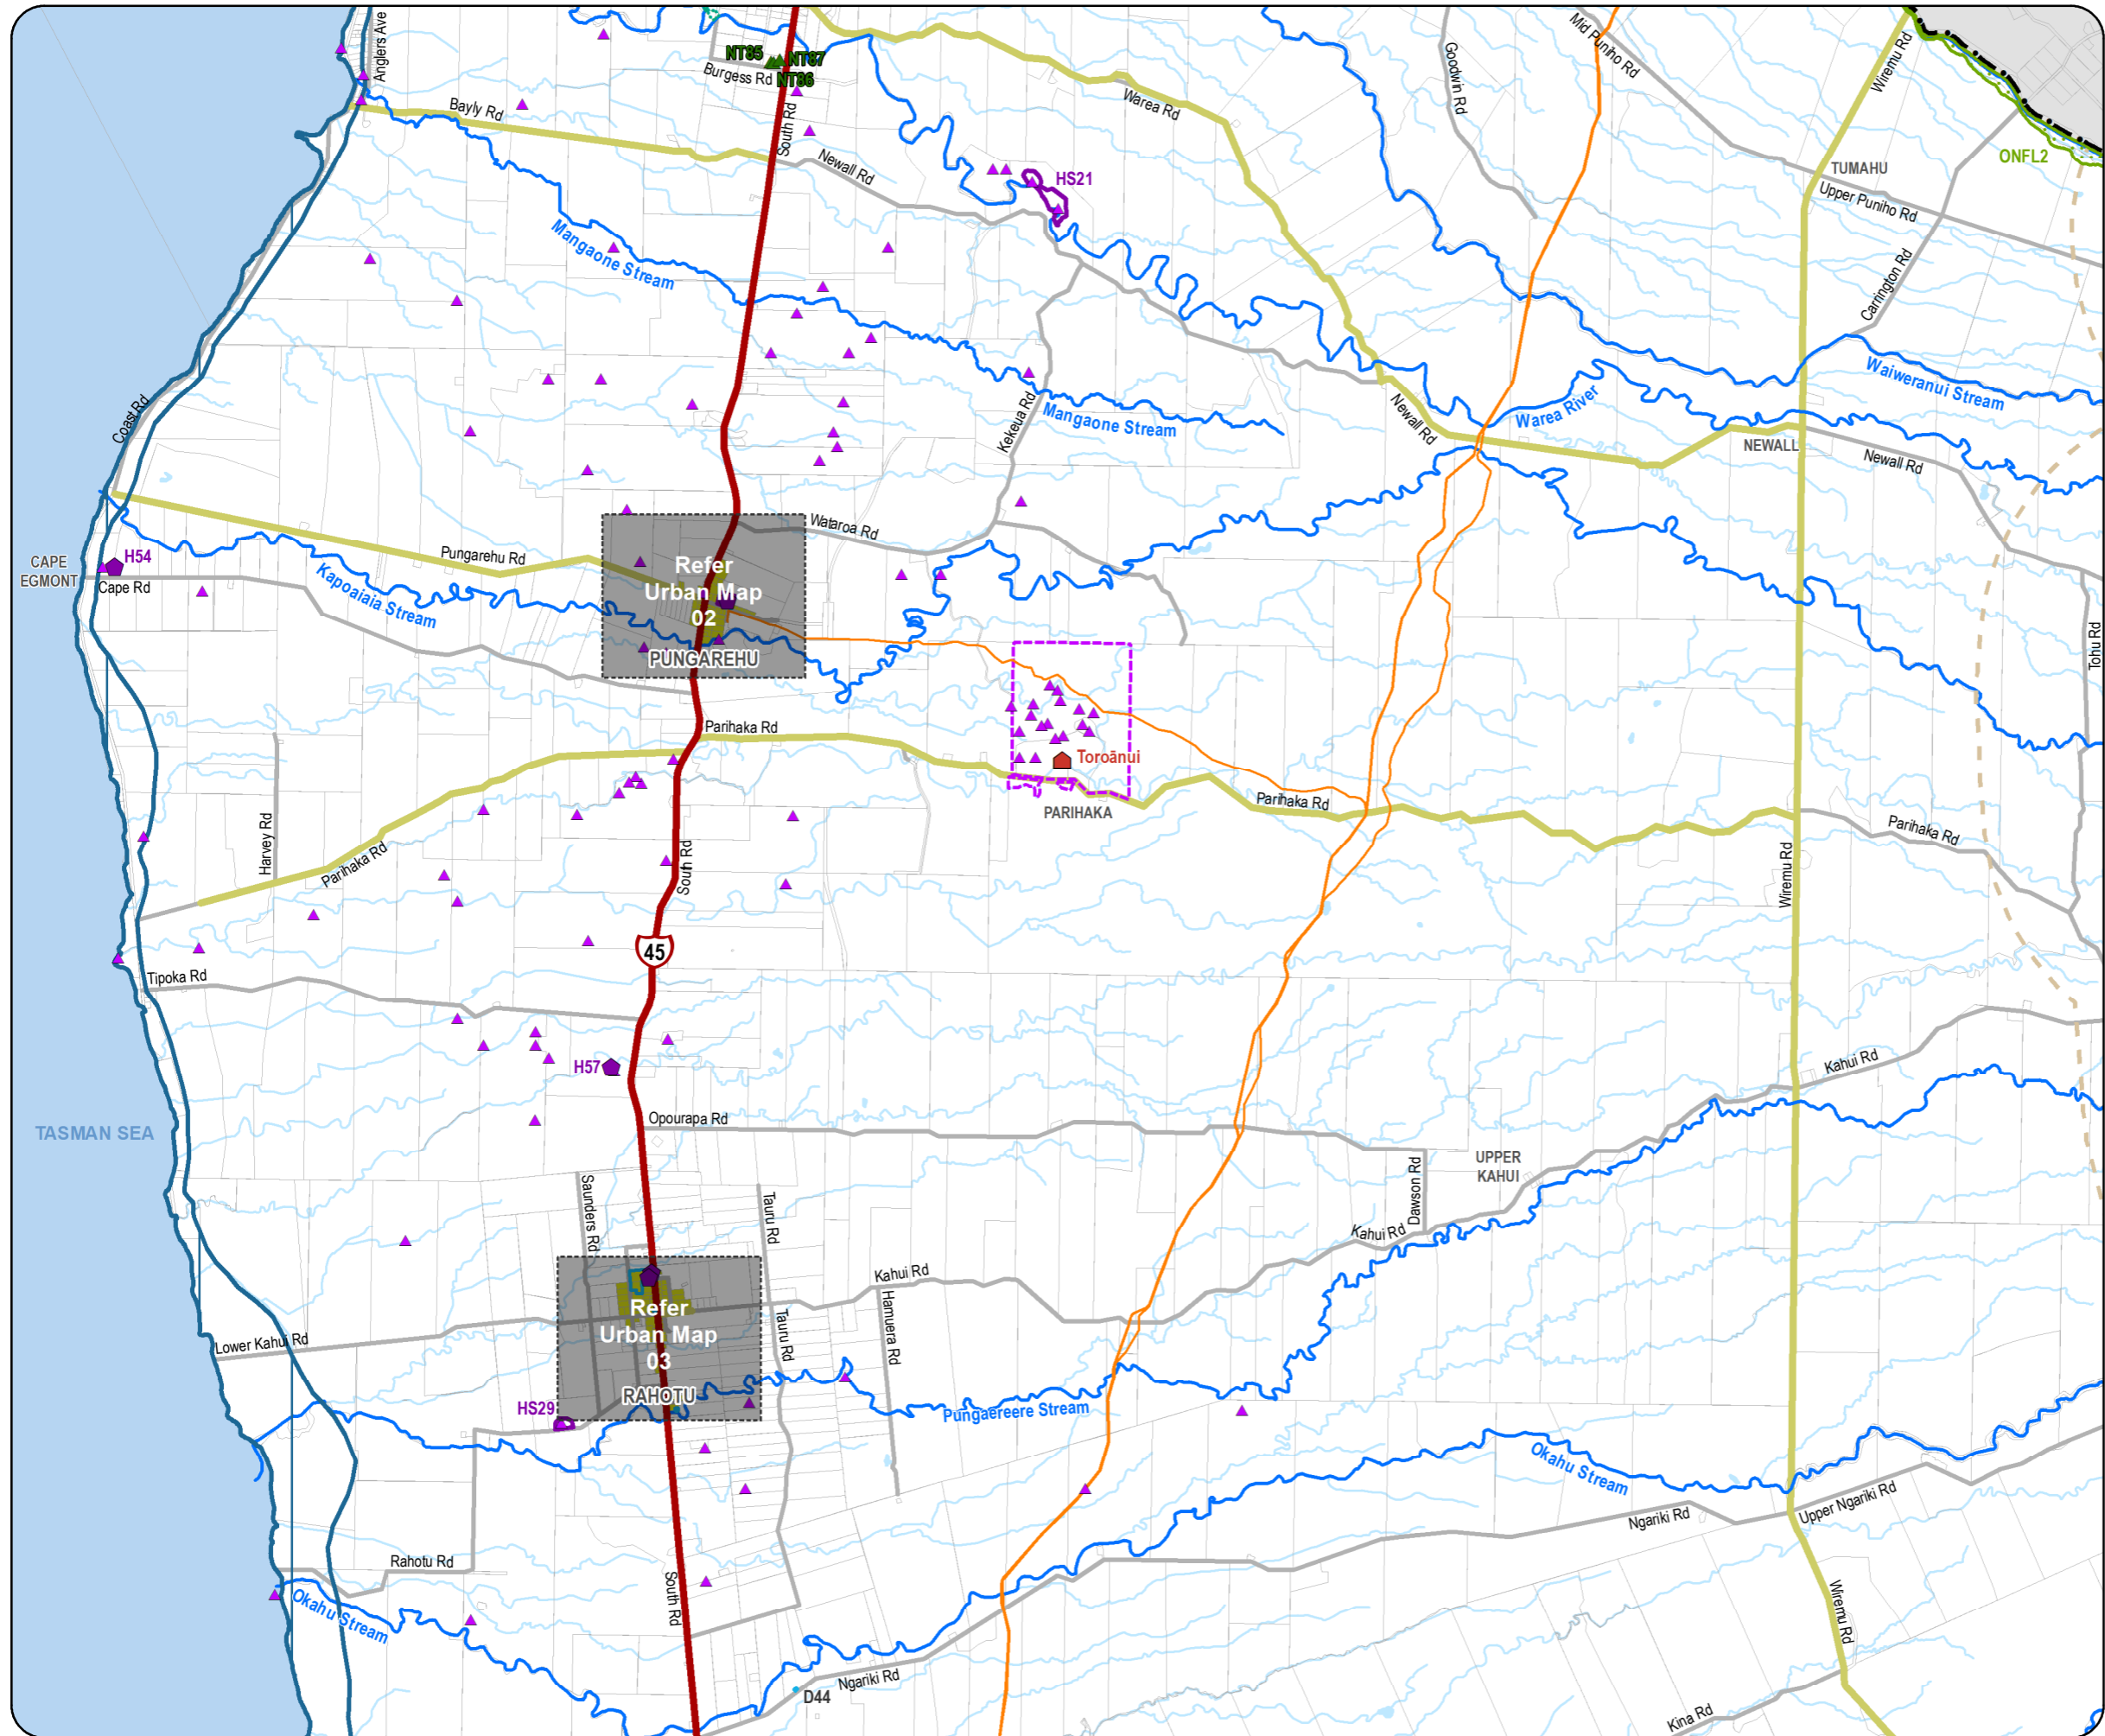 Anglers Ave
NT85
NT87
NT86
Burgess Rd
South Rd
Bayly Rd
Newall Rd
Warea Rd
Goodwin Rd
Mid Puniho Rd
Wiremu Rd
ONFL2
TUMAHU
Upper Puniho Rd
Carrington Rd
HS21
Mangaone Stream
Coast Rd
Kekeua Rd
Mangaone Stream
Newall Rd
Warea River
Waiweranui Stream
NEWALL
Newall Rd
Wataroa Rd
Pungarehu Rd
CAPE
EGMONT
H54
Cape Rd
Kapoaiaia Stream
Refer
Urban Map
02
PUNGAREHU
Tohu Rd
Parihaka Rd
Toroānui
PARIHAKA
Parihaka Rd
Parihaka Rd
Harvey Rd
Parihaka Rd
South Rd
Wiremu Rd
45
Tipoka Rd
H57
Kahui Rd
Opourapa Rd
TASMAN SEA
UPPER
KAHUI
Dawson Rd
Saunders Rd
Tauru Rd
Kahui Rd
Kahui Rd
Hamuera Rd
Tauru Rd
Lower Kahui Rd
Refer
Urban Map
03
RAHOTU
HS29
Pungaereere Stream
Okahu Stream
Upper Ngariki Rd
Ngariki Rd
Rahotu Rd
South Rd
Okahu Stream
Wiremu Rd
Ngariki Rd
D44
Kina Rd